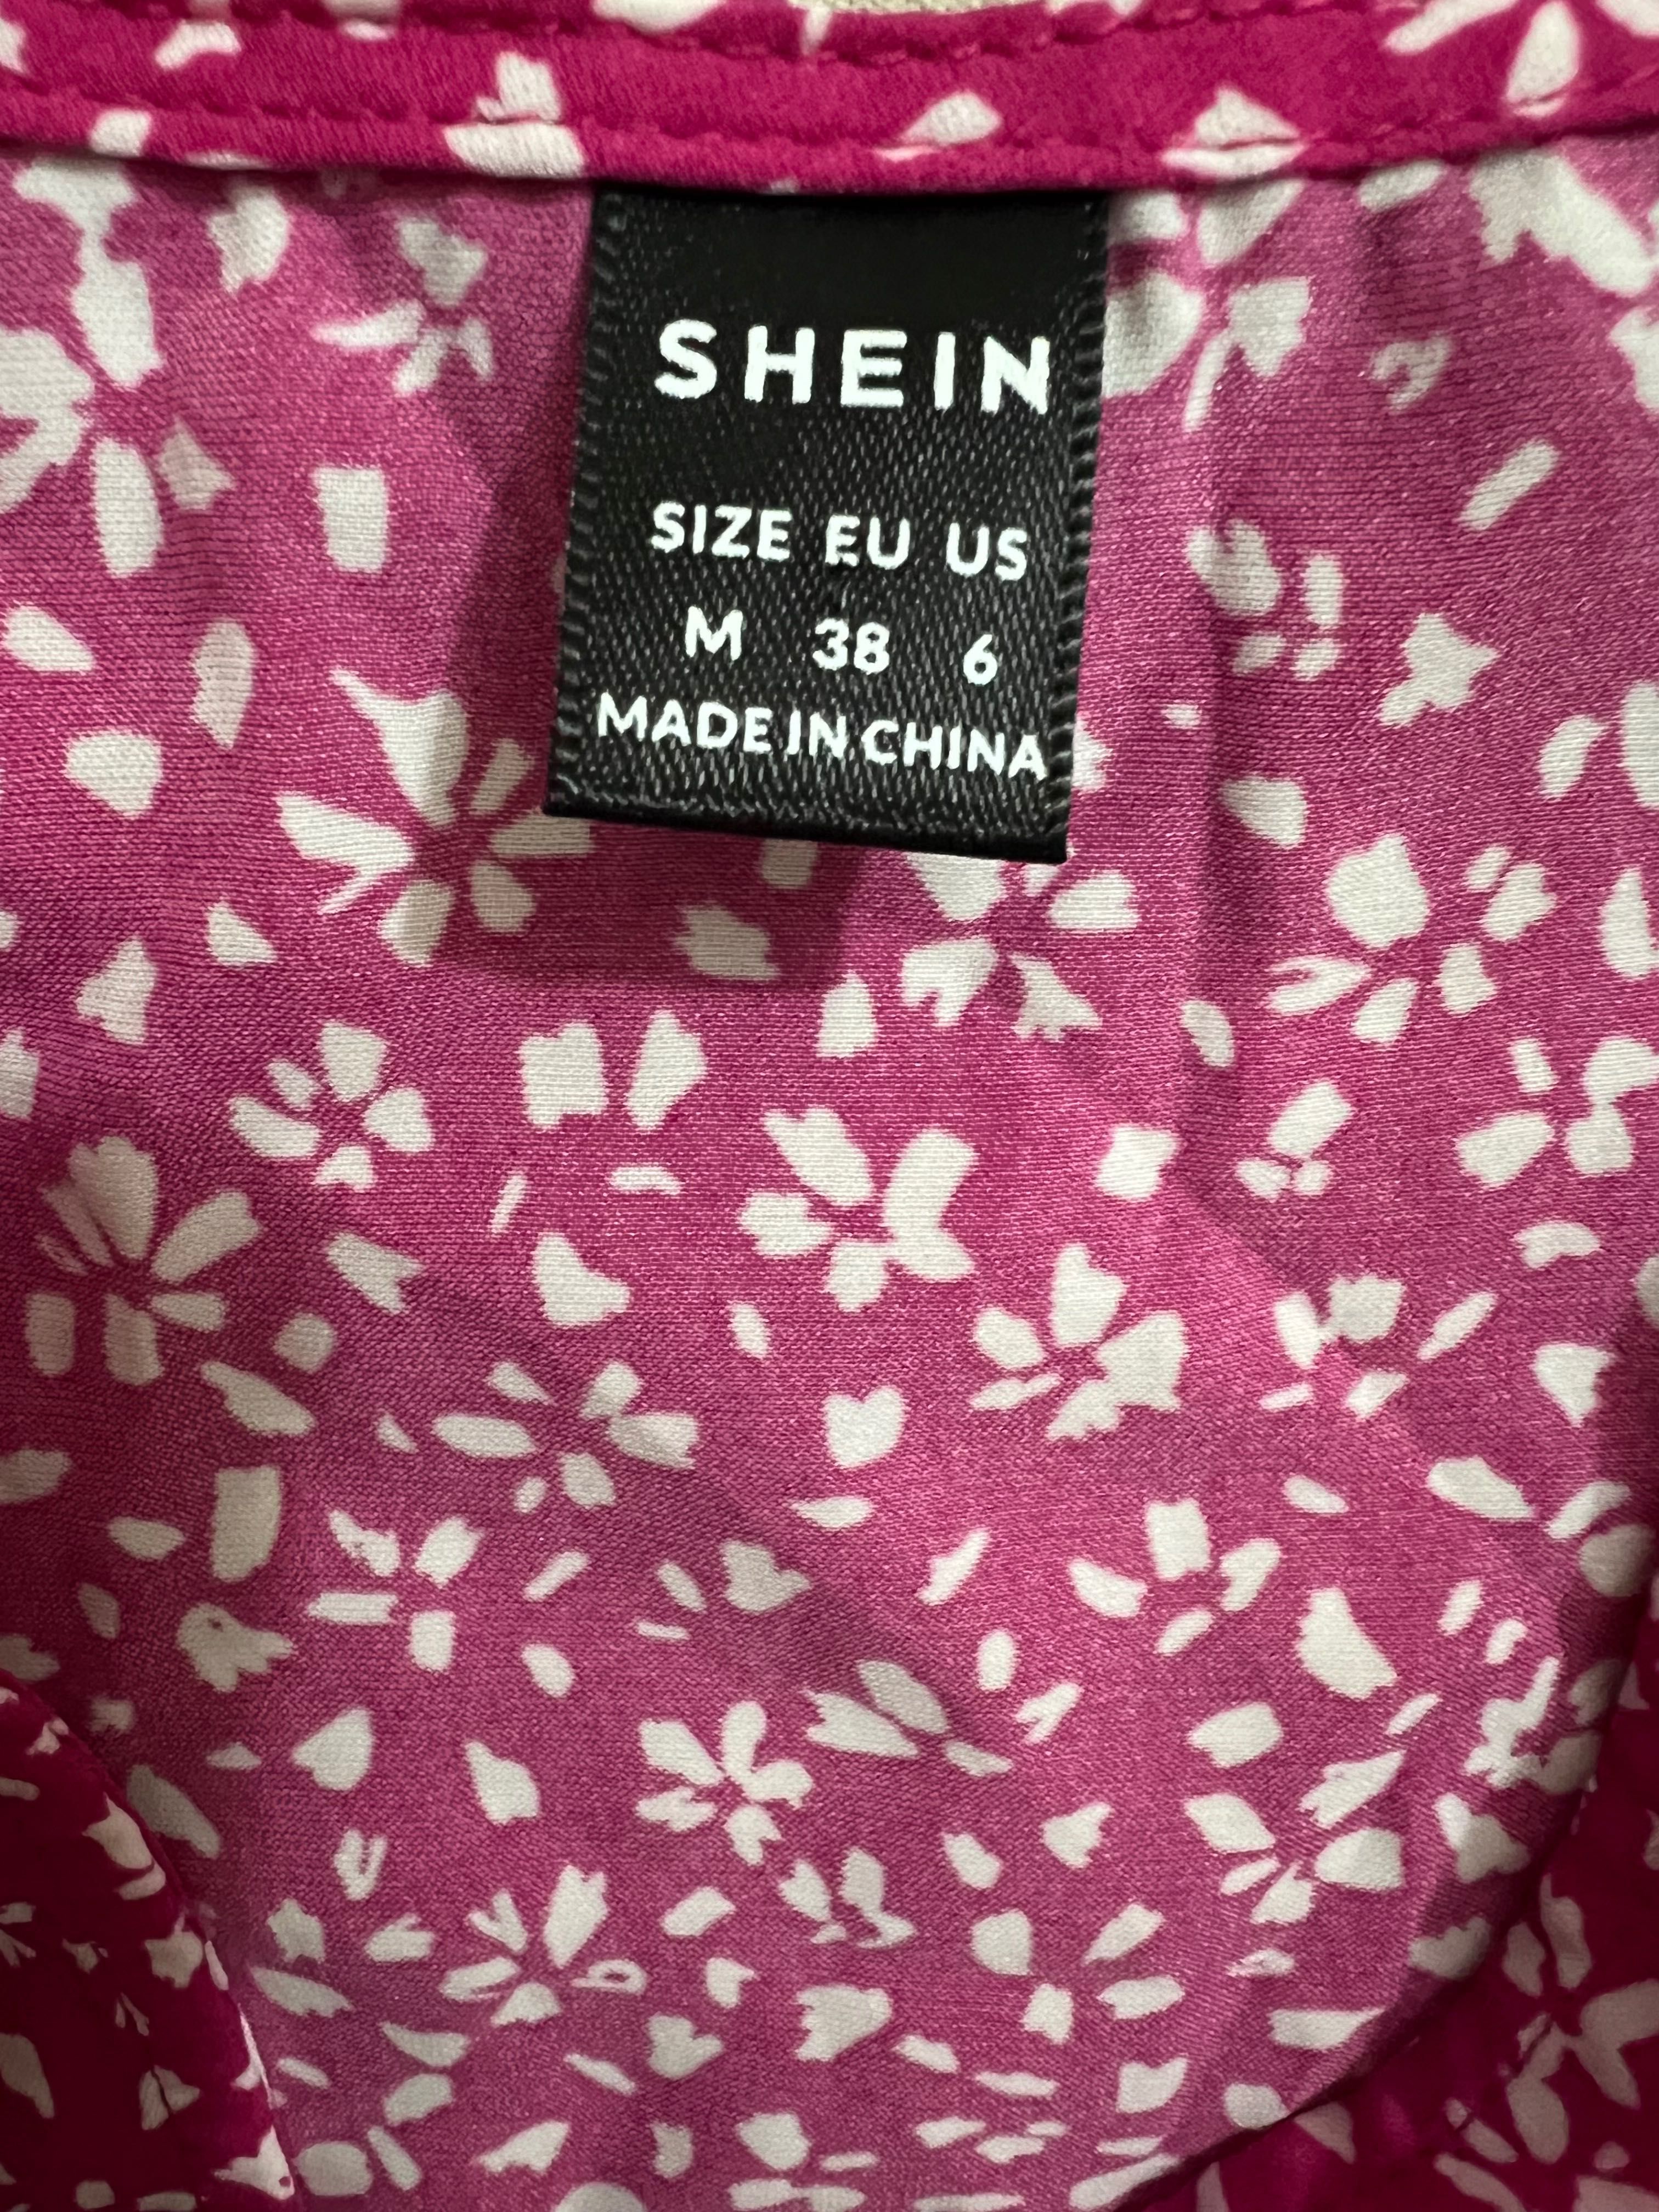 SHEIN
SIZE EU US
M 38 6
MADE IN CHINA